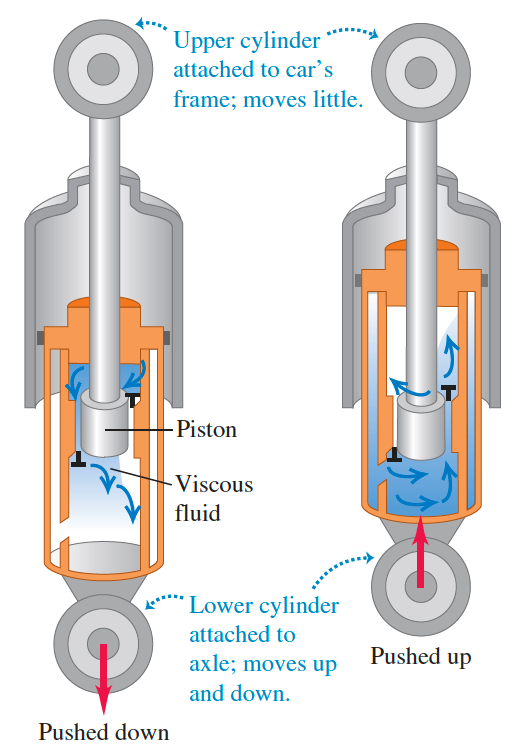 Upper cylinder
attached to car’s
frame; moves little.
Piston
Viscous
fluid
Lower cylinder
attached to
axle; moves up
and down.
Pushed up
Pushed down